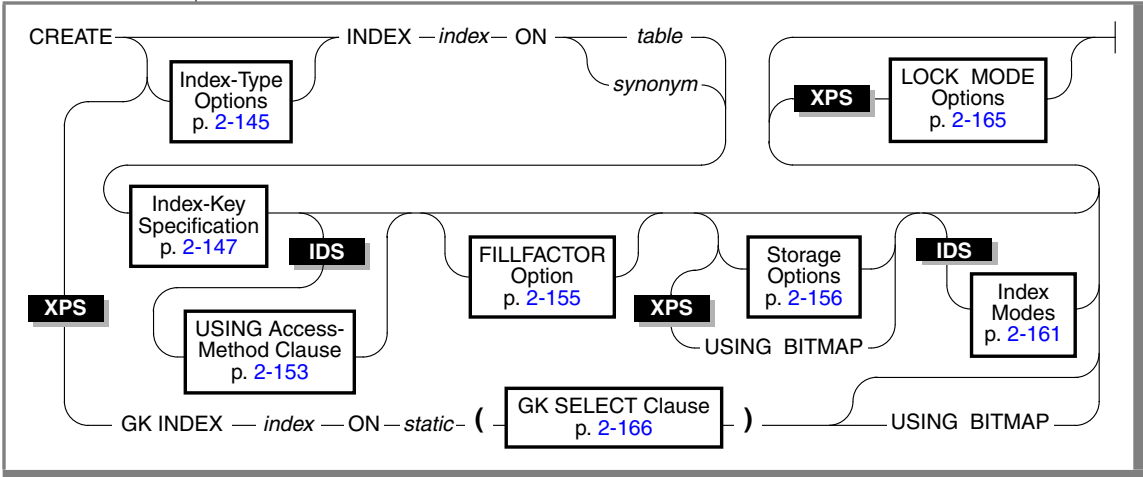 CREATE INDEX index ON table
synonym
Index-Type
Options
p. 2-145
XPS
LOCK MODE
Options
p. 2-165
Index-Key
Specification
p. 2-147
IDS
USING Access-
Method Clause
p. 2-153
FILLFACTOR
Option
p. 2-155
XPS
USING BITMAP
Storage
Options
p. 2-156
IDS
Index
Modes
p. 2-161
XPS
GK INDEX index ON static ( GK SELECT Clause
p. 2-166 ) USING BITMAP